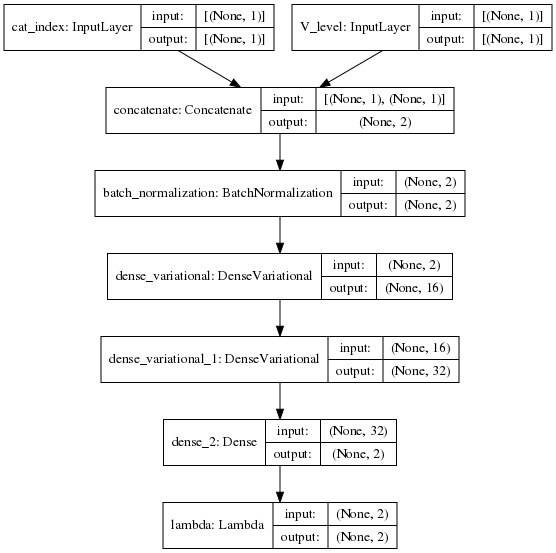 cat_index: InputLayer input: [(None, 1)]
output: [(None, 1)]
V_level: InputLayer input: [(None, 1)]
output: [(None, 1)]
concatenate: Concatenate input: [(None, 1), (None, 1)]
output: (None, 2)
batch_normalization: BatchNormalization input: (None, 2)
output: (None, 2)
dense_variational: DenseVariational input: (None, 2)
output: (None, 16)
dense_variational_1: DenseVariational input: (None, 16)
output: (None, 32)
dense_2: Dense input: (None, 32)
output: (None, 2)
lambda: Lambda input: (None, 2)
output: (None, 2)